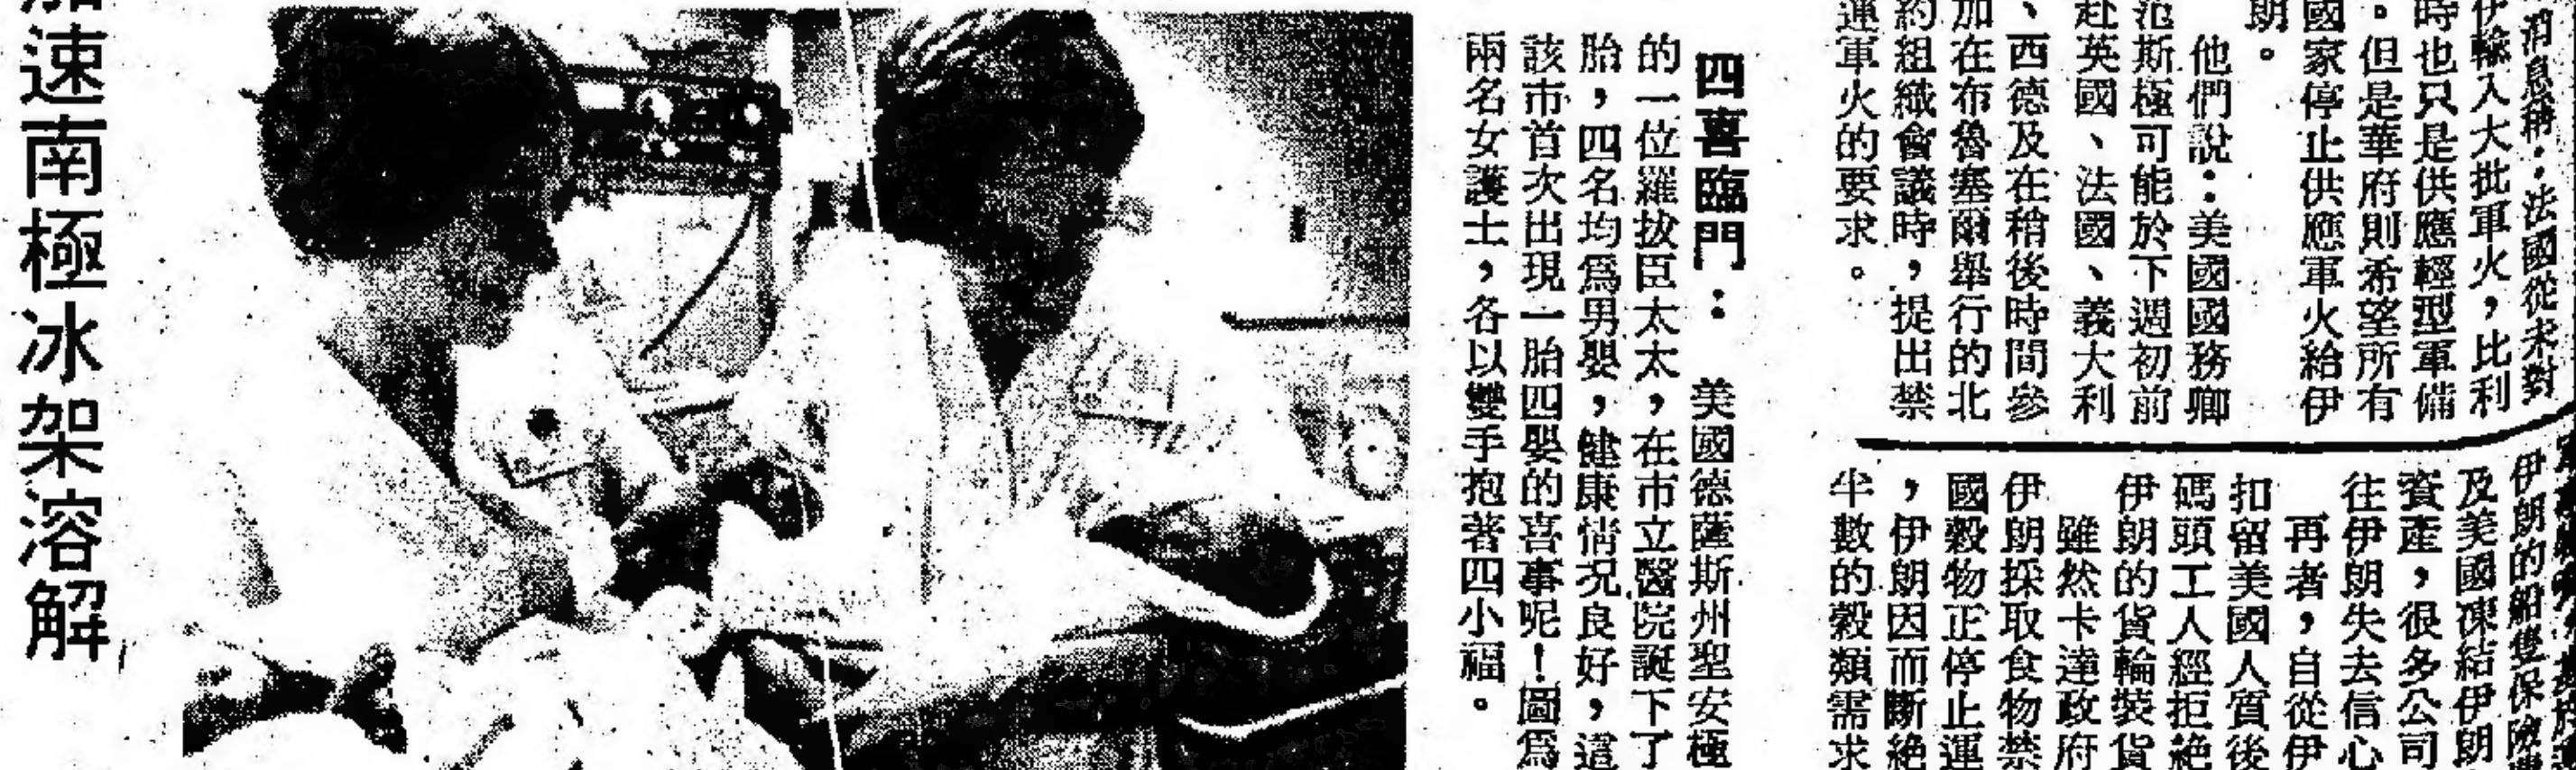 消息稱：法國從未對
伊輸入大批軍火，比利
時也只是供應輕型軍備
。但是華府則希望所有
國家停止供應軍火給伊
朗。
他們說：美國國務卿
范斯極可能於下週初前
赴英國、法國、義大利
、西德及在稍後時間參
加在布魯塞爾舉行的北
約組織會議時，提出禁
運軍火的要求。
伊朗的船隻保險
及美國凍結伊朗
資產，很多公司
往伊朗失去信心
再者，自從伊
扣留美國人質後
碼頭工人經拒絕
伊朗的貨輪裝貨
雖然卡達政府
伊朗採取食物禁
國穀物正停止運
，伊朗因而斷絕
半數的穀類需求
四喜臨門：美國德薩斯州聖安極
的一位羅拔臣太太，在市立醫院誕下了
胎，四名均爲男嬰，健康情況良好，這
該市首次出現一胎四嬰的喜事呢！圖爲
兩名女護士，各以雙手抱著四小福。
加速南極冰架溶解